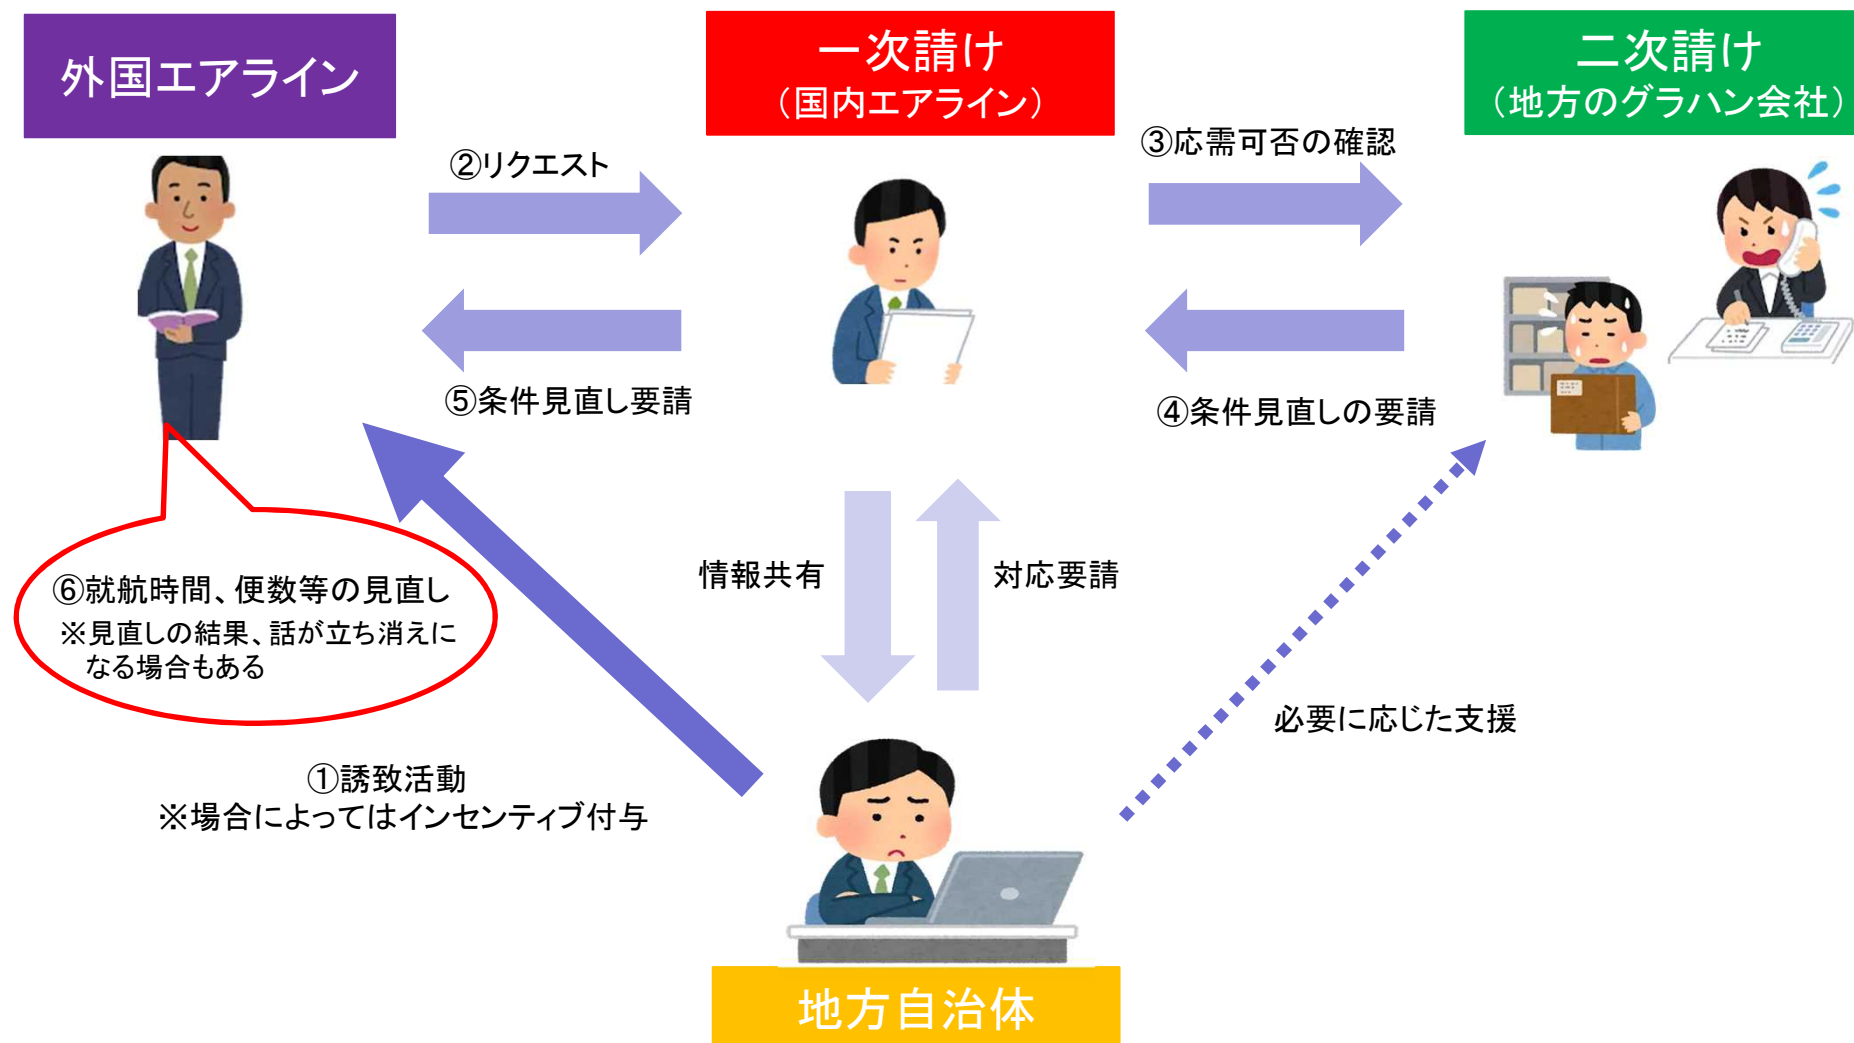 外国エアライン
一次請け
（国内エアライン）
二次請け
（地方のグラハン会社）
②リクエスト
③応需可否の確認
⑤条件見直し要請
④条件見直しの要請
情報共有
対応要請
⑥就航時間、便数等の見直し
※見直しの結果、話が立ち消えに
なる場合もある
必要に応じた支援
①誘致活動
※場合によってはインセンティブ付与
地方自治体